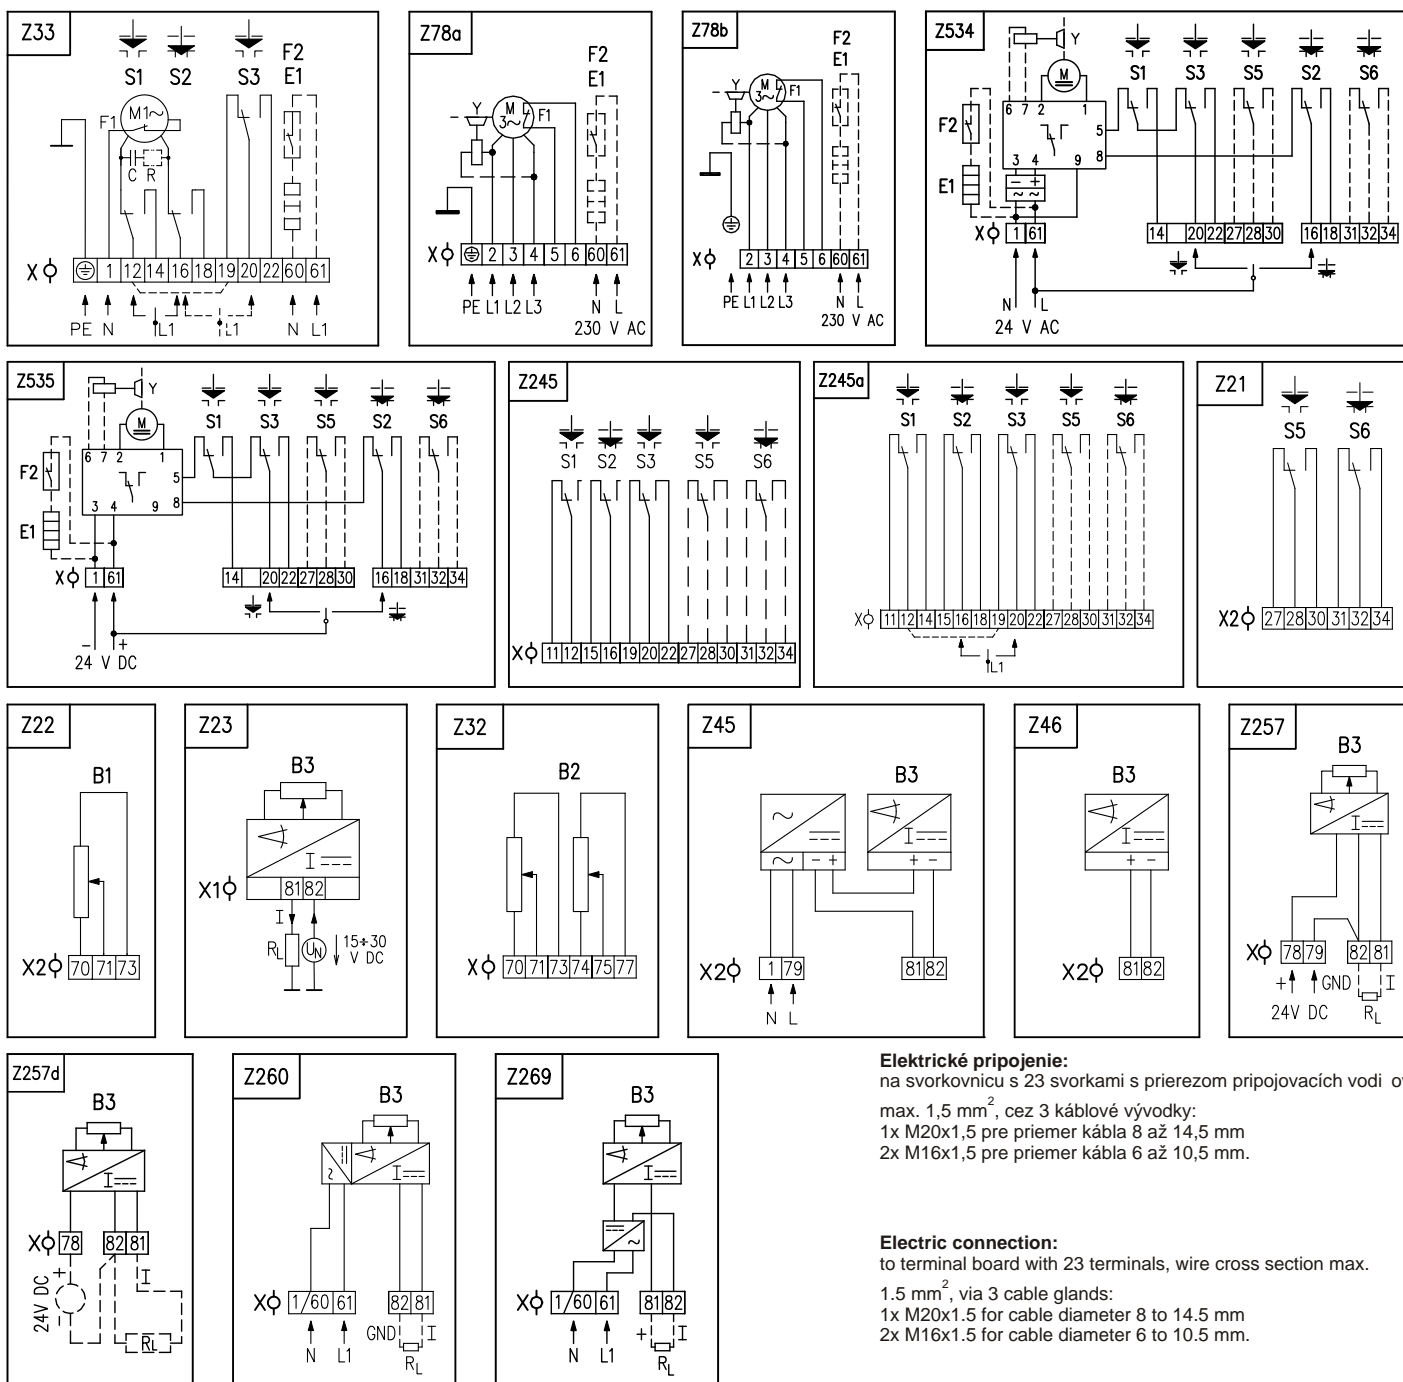 Z33
S1 S2 S3 F2
E1
M1~
F1
C R
X 1 12 14 16 18 19 20 22 60 61
PE N L1 L1 N L1
Z78a
F2
E1
Y M 3~ F1
X 2 3 4 5 6 60 61
PE L1 L2 L3 N L
230 V AC
Z78b
F2
E1
Y M 3~ F1
X 2 3 4 5 6 60 61
PE L1 L2 L3 N L
230 V AC
Z534
Y
M
S1 S3 S5 S2 S6
6 7 2 1
F2 5
8
3 4 9
E1 - +
~ ~
X 1 61 14 20 22 27 28 30 16 18 31 32 34
N L
24 V AC
Z535
Y
M
S1 S3 S5 S2 S6
6 7 2 1
F2 5
8
3 4 9
E1
X 1 61 14 20 22 27 28 30 16 18 31 32 34
- +
24 V DC
Z245
S1 S2 S3 S5 S6
X 11 12 15 16 19 20 22 27 28 30 31 32 34
Z245a
S1 S2 S3 S5 S6
X 11 12 14 15 16 18 19 20 22 27 28 30 31 32 34
L1
Z21
S5 S6
X2 27 28 30 31 32 34
Z22
B1
X2 70 71 73
Z23
B3
I
X1 81 82
I
RL UN 15÷30
V DC
Z32
B2
X 70 71 73 74 75 77
Z45
B3
~ I
~ - + + -
X2 1 79 81 82
N L
Z46
B3
I
+ -
X2 81 82
Z257
B3
I
X 78 79 82 81
+ GND I
24V DC RL
Z257d
B3
I
X 78 82 81
+ I
24V DC
- RL
Z260
B3
~ I
X 1/60 61 82 81
GND I
N L1 RL
Z269
B3
I
~
X 1/60 61 81 82
+ I
N L1 RL
Elektrické pripojenie:
na svorkovnicu s 23 svorkami s prierezom pripojovacích vodi ov
max. 1,5 mm², cez 3 káblové vývodky:
1x M20x1,5 pre priemer kábla 8 až 14,5 mm
2x M16x1,5 pre priemer kábla 6 až 10,5 mm.
Electric connection:
to terminal board with 23 terminals, wire cross section max.
1.5 mm², via 3 cable glands:
1x M20x1.5 for cable diameter 8 to 14.5 mm
2x M16x1.5 for cable diameter 6 to 10.5 mm.